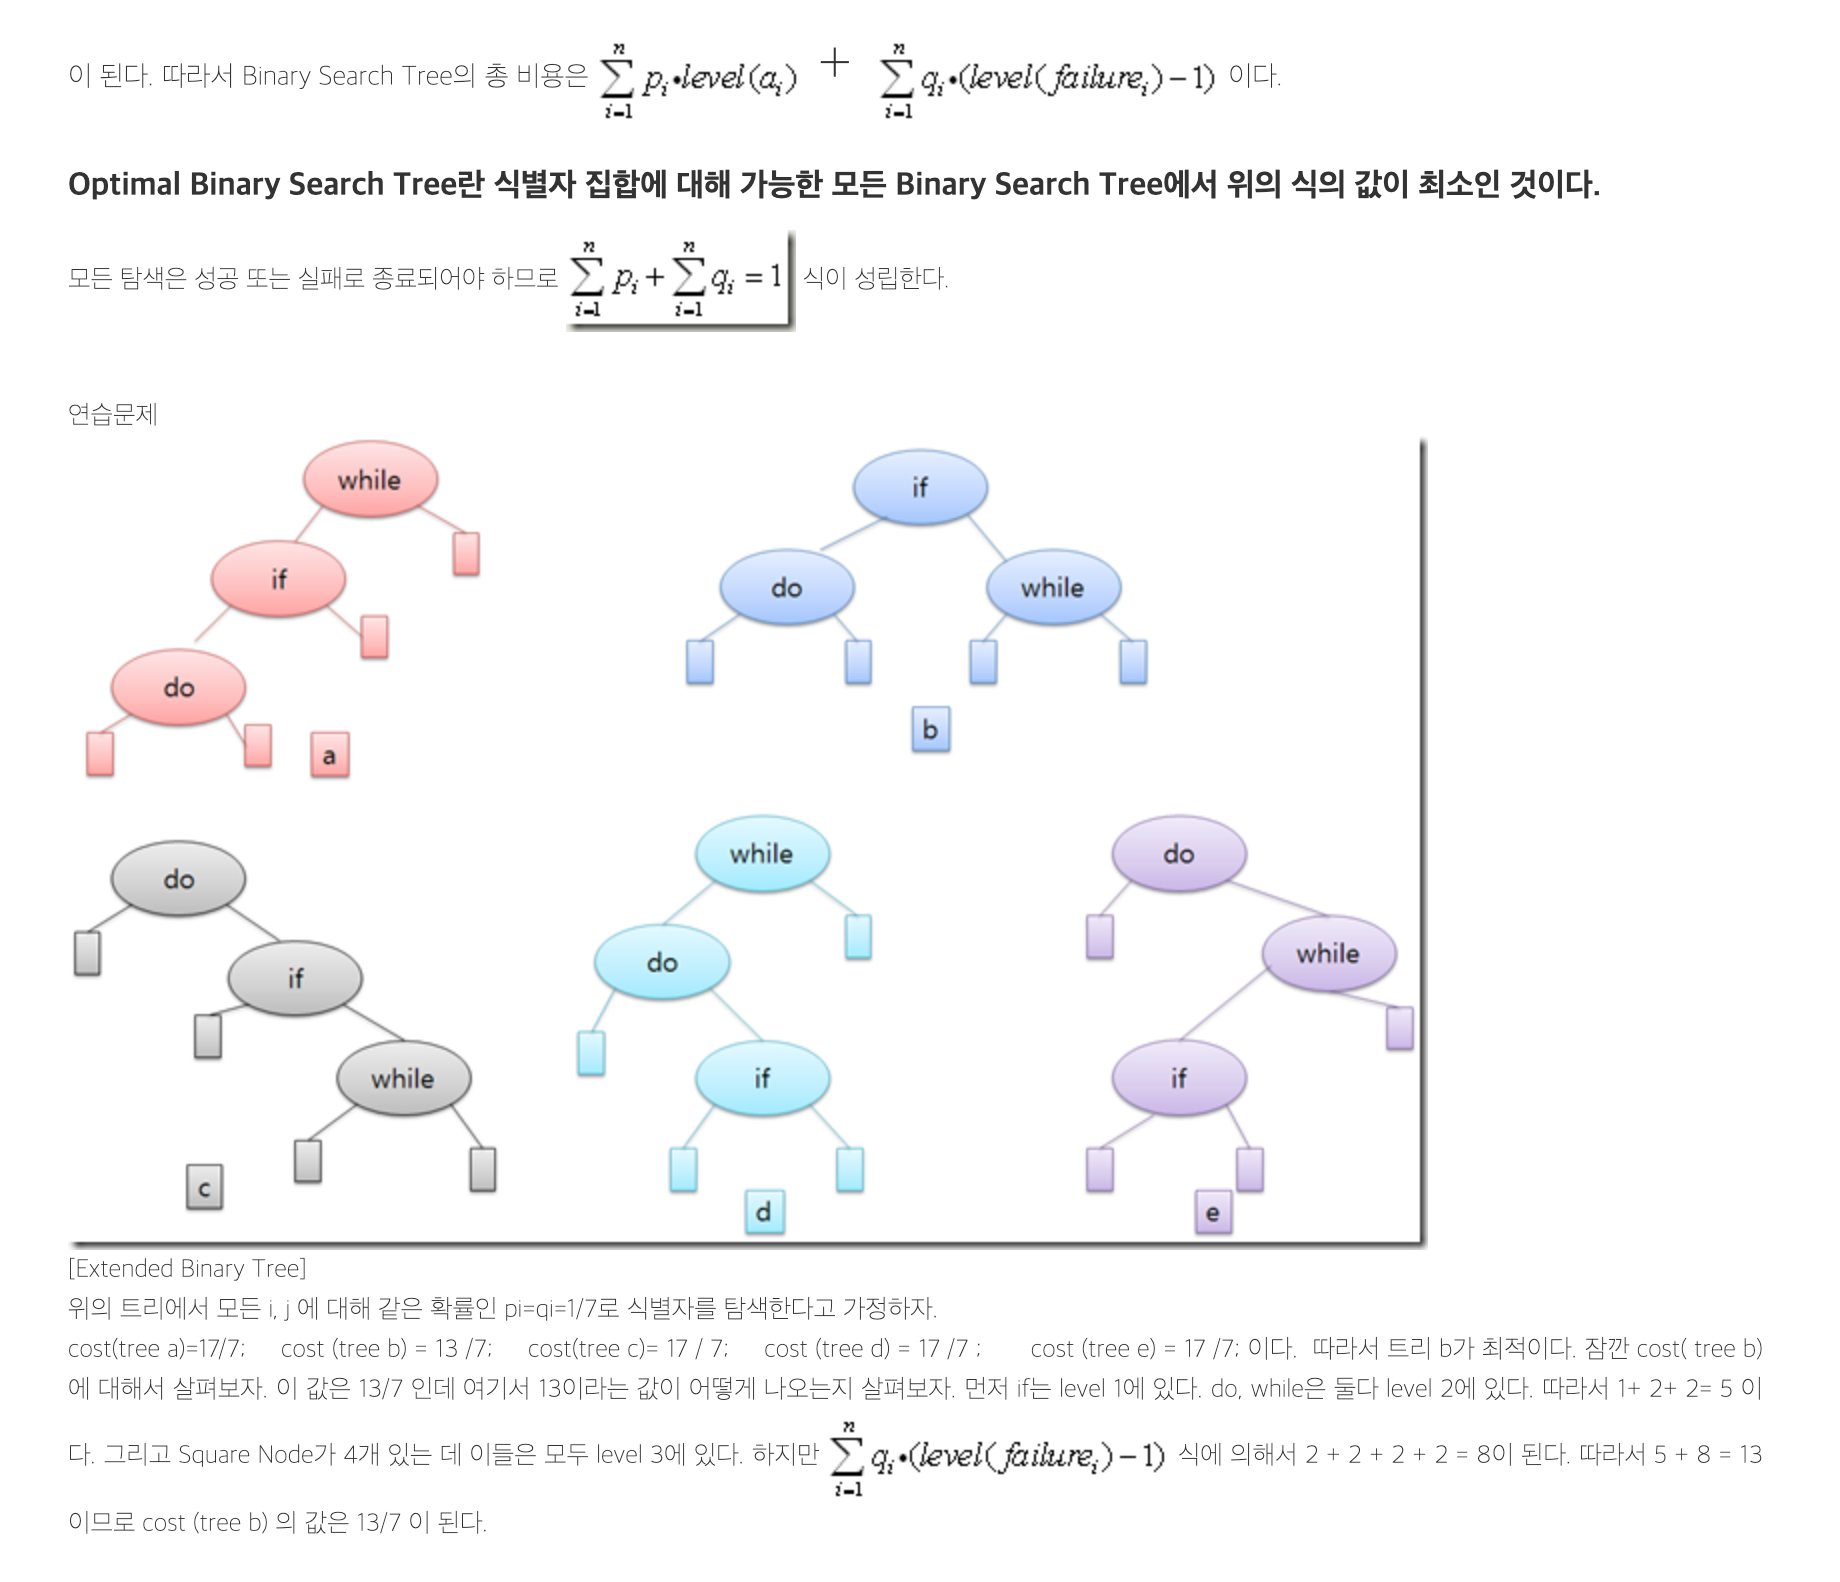 이 된다. 따라서 Binary Search Tree의 총 비용은 n∑i=1 pi•level(ai) + n∑i=1 qi•(level(failurei)−1) 이다.
Optimal Binary Search Tree란 식별자 집합에 대해 가능한 모든 Binary Search Tree에서 위의 식의 값이 최소인 것이다.
모든 탐색은 성공 또는 실패로 종료되어야 하므로 n∑i=1 pi + n∑i=1 qi = 1 식이 성립한다.
연습문제
while
if
do
a
if
do
while
b
do
if
while
c
while
do
if
d
do
while
if
e
[Extended Binary Tree]
위의 트리에서 모든 i, j 에 대해 같은 확률인 pi=qi=1/7로 식별자를 탐색한다고 가정하자.
cost(tree a)=17/7; cost (tree b) = 13 /7; cost(tree c)= 17 / 7; cost (tree d) = 17 /7 ; cost (tree e) = 17 /7; 이다. 따라서 트리 b가 최적이다. 잠깐 cost( tree b)
에 대해서 살펴보자. 이 값은 13/7 인데 여기서 13이라는 값이 어떻게 나오는지 살펴보자. 먼저 if는 level 1에 있다. do, while은 둘다 level 2에 있다. 따라서 1+ 2+ 2= 5 이
다. 그리고 Square Node가 4개 있는 데 이들은 모두 level 3에 있다. 하지만 n∑i=1 qi•(level(failurei)−1) 식에 의해서 2 + 2 + 2 + 2 = 8이 된다. 따라서 5 + 8 = 13
이므로 cost (tree b) 의 값은 13/7 이 된다.